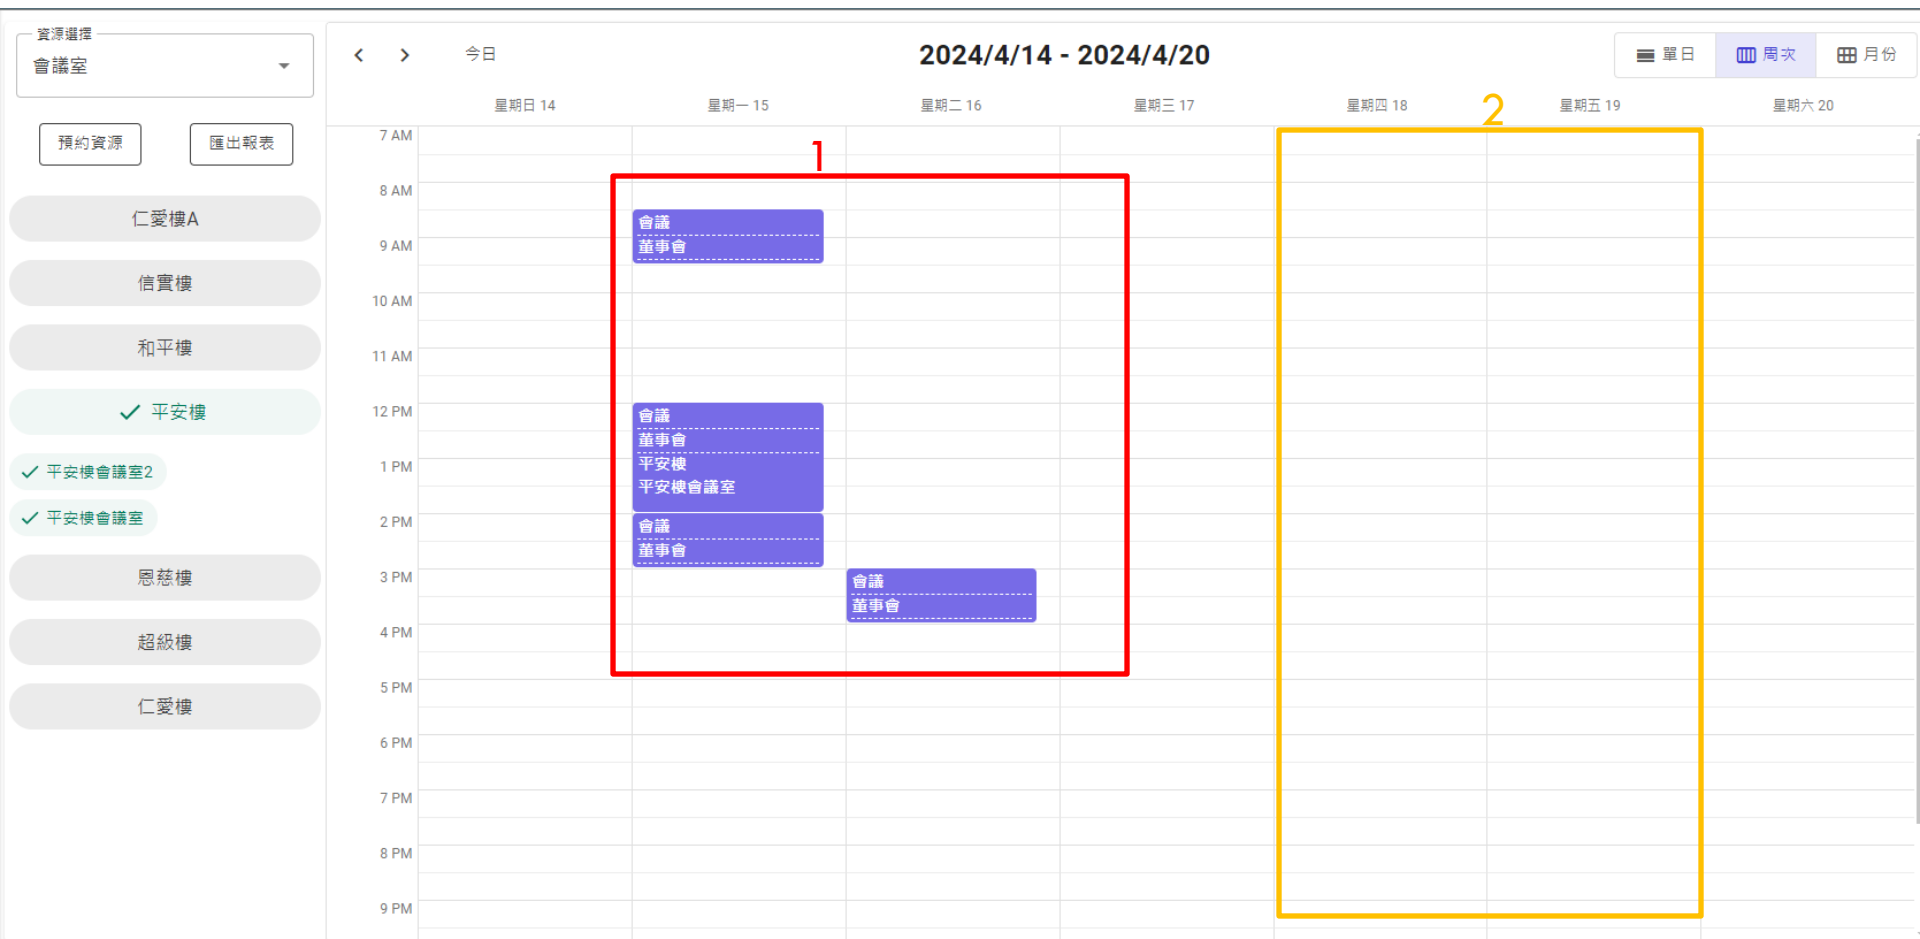 資源選擇
會議室
預約資源
匯出報表
仁愛樓A
信實樓
和平樓
平安樓
平安樓會議室2
平安樓會議室
恩慈樓
超級樓
仁愛樓
今日
2024/4/14 - 2024/4/20
單日
周次
月份
星期日 14
星期一 15
星期二 16
星期三 17
星期四 18
星期五 19
星期六 20
1
2
7 AM
8 AM
9 AM
10 AM
11 AM
12 PM
1 PM
2 PM
3 PM
4 PM
5 PM
6 PM
7 PM
8 PM
9 PM
會議
董事會
會議
董事會
平安樓
平安樓會議室
會議
董事會
會議
董事會